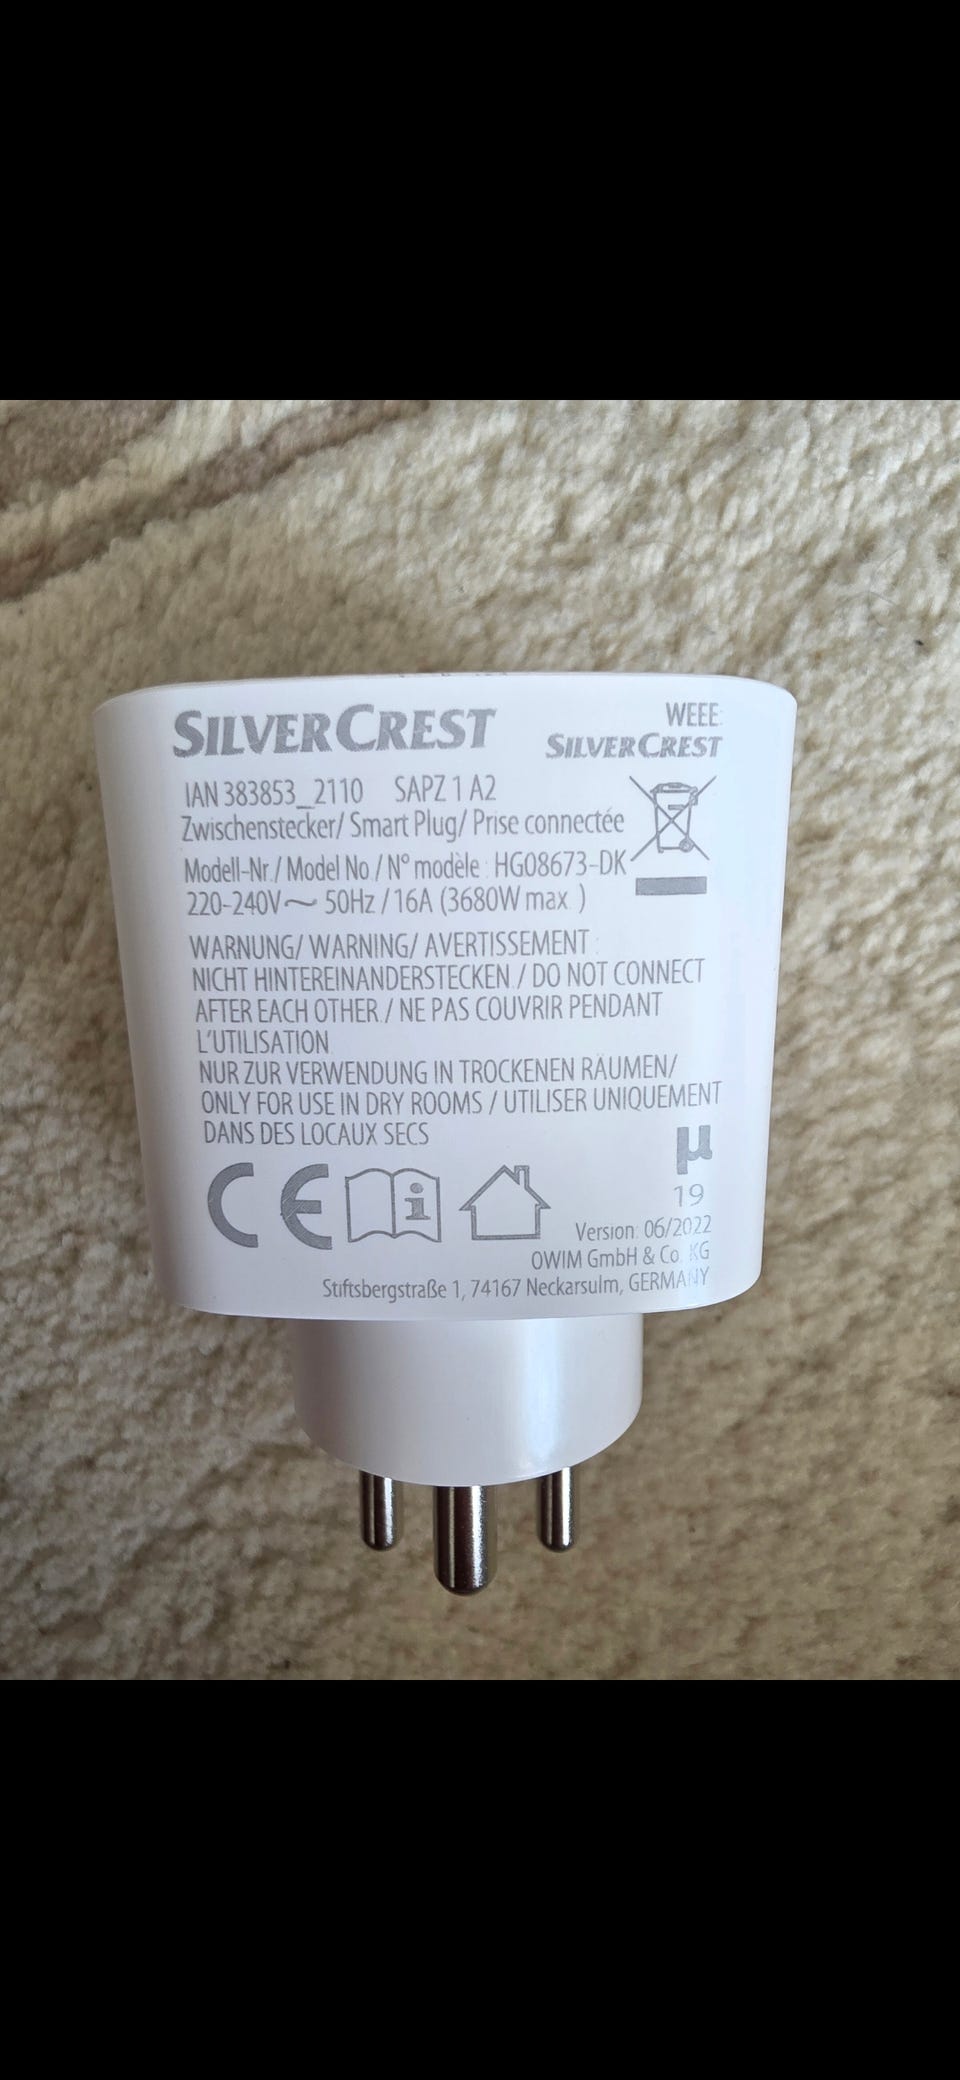 SILVERCREST
WEEE:
SILVERCREST
IAN 383853_2110 SAPZ 1 A2
Zwischenstecker/ Smart Plug/ Prise connectée
Modell-Nr./ Model No./ N° modèle : HG08673-DK
220-240V~ 50Hz / 16A (3680W max. )
WARNUNG/ WARNING/ AVERTISSEMENT :
NICHT HINTEREINANDERSTECKEN./ DO NOT CONNECT
AFTER EACH OTHER./ NE PAS COUVRIR PENDANT
L'UTILISATION.
NUR ZUR VERWENDUNG IN TROCKENEN RÄUMEN/
ONLY FOR USE IN DRY ROOMS / UTILISER UNIQUEMENT
DANS DES LOCAUX SECS
µ
19
CE
Version: 06/2022
OWIM GmbH & Co. KG
Stiftsbergstraße 1, 74167 Neckarsulm, GERMANY